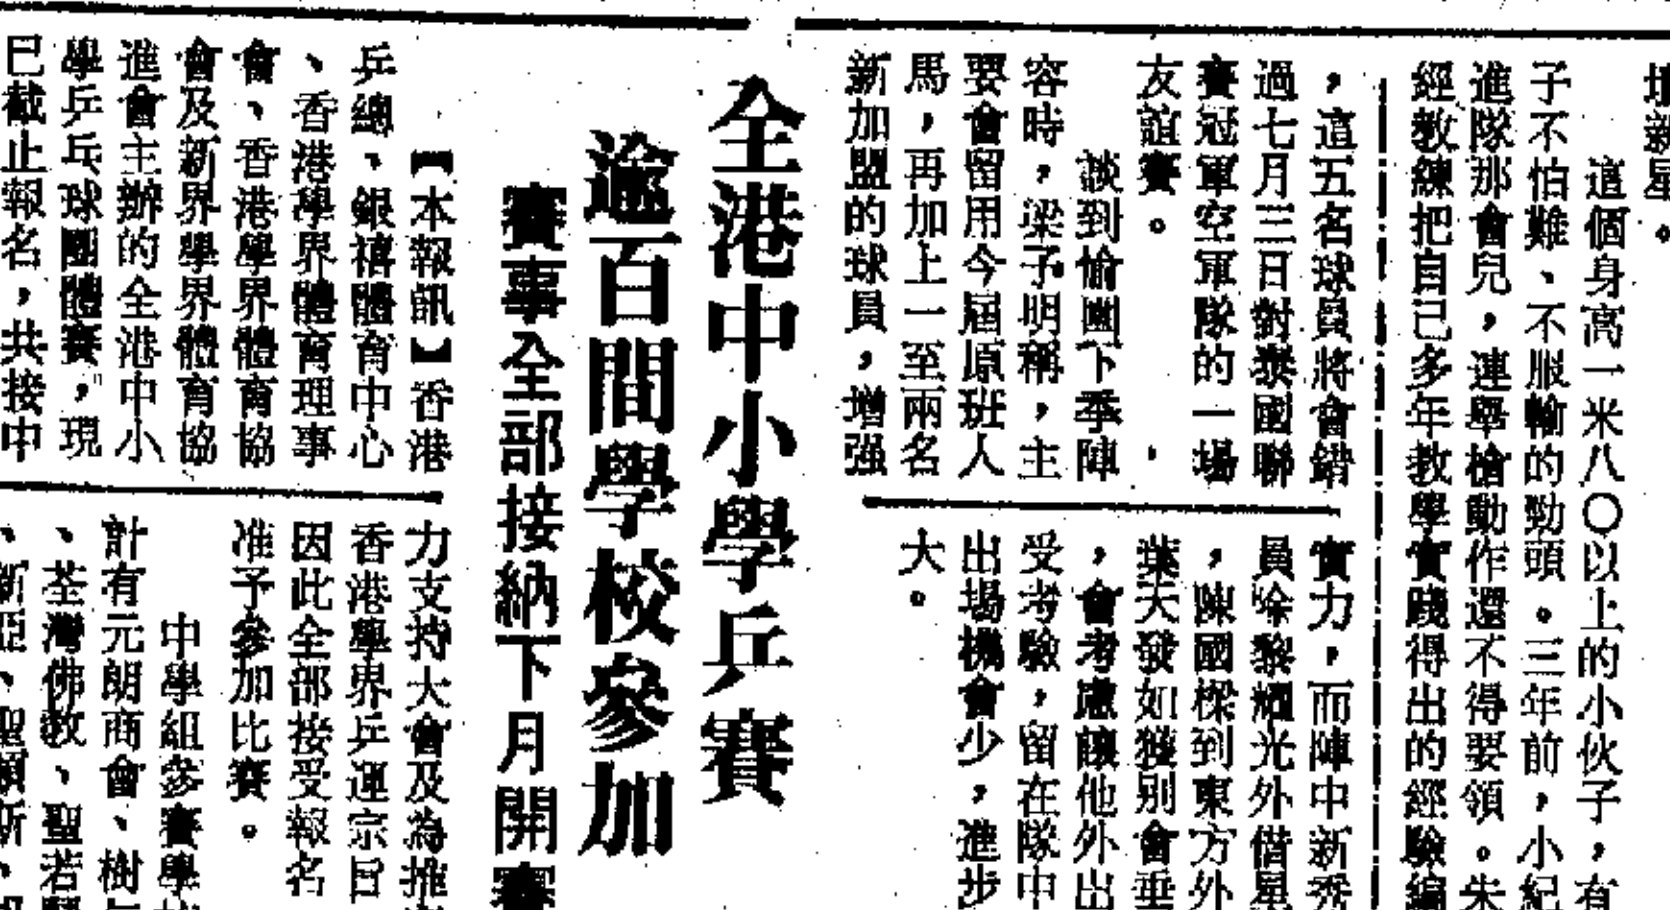 新星。
這個身高一米八〇以上的小伙子，有
子不怕難、不服輸的勁頭。三年前，小紀
進隊那會兒，連舉槍動作還不得要領。朱
經教練把自己多年教學實踐得出的經驗編
，這五名球員將會錯
過七月三日對泰國聯
賽冠軍空軍隊的一場
友誼賽。
談到愉園下季陣
容時，梁子明稱，主
要會留用今屆原班人
馬，再加上一至兩名
新加盟的球員，增强
實力，而陣中新秀
員 黎 光外借星
，陳國樑到東方外
葉天發如獲別會垂
，會考慮讓他外出
受考驗，留在隊中
出場機會少，進步
大。
全港中小學乒賽
逾百間學校參加
賽事全部接納下月開賽
【本報訊】香港
乒總、銀禧體育中心
、香港學界體育理事
會、香港學界體育協
會及新界學界體育協
進會主辦的全港中小
學乒乓球團體賽，現
已截止報名，共接中
力支持大會及為推
香港學界乒運宗旨
因此全部接受報名
准予參加比賽。
中學組參賽學
計有元朗商會、樹
、荃灣佛教、聖若
、新亞、聖